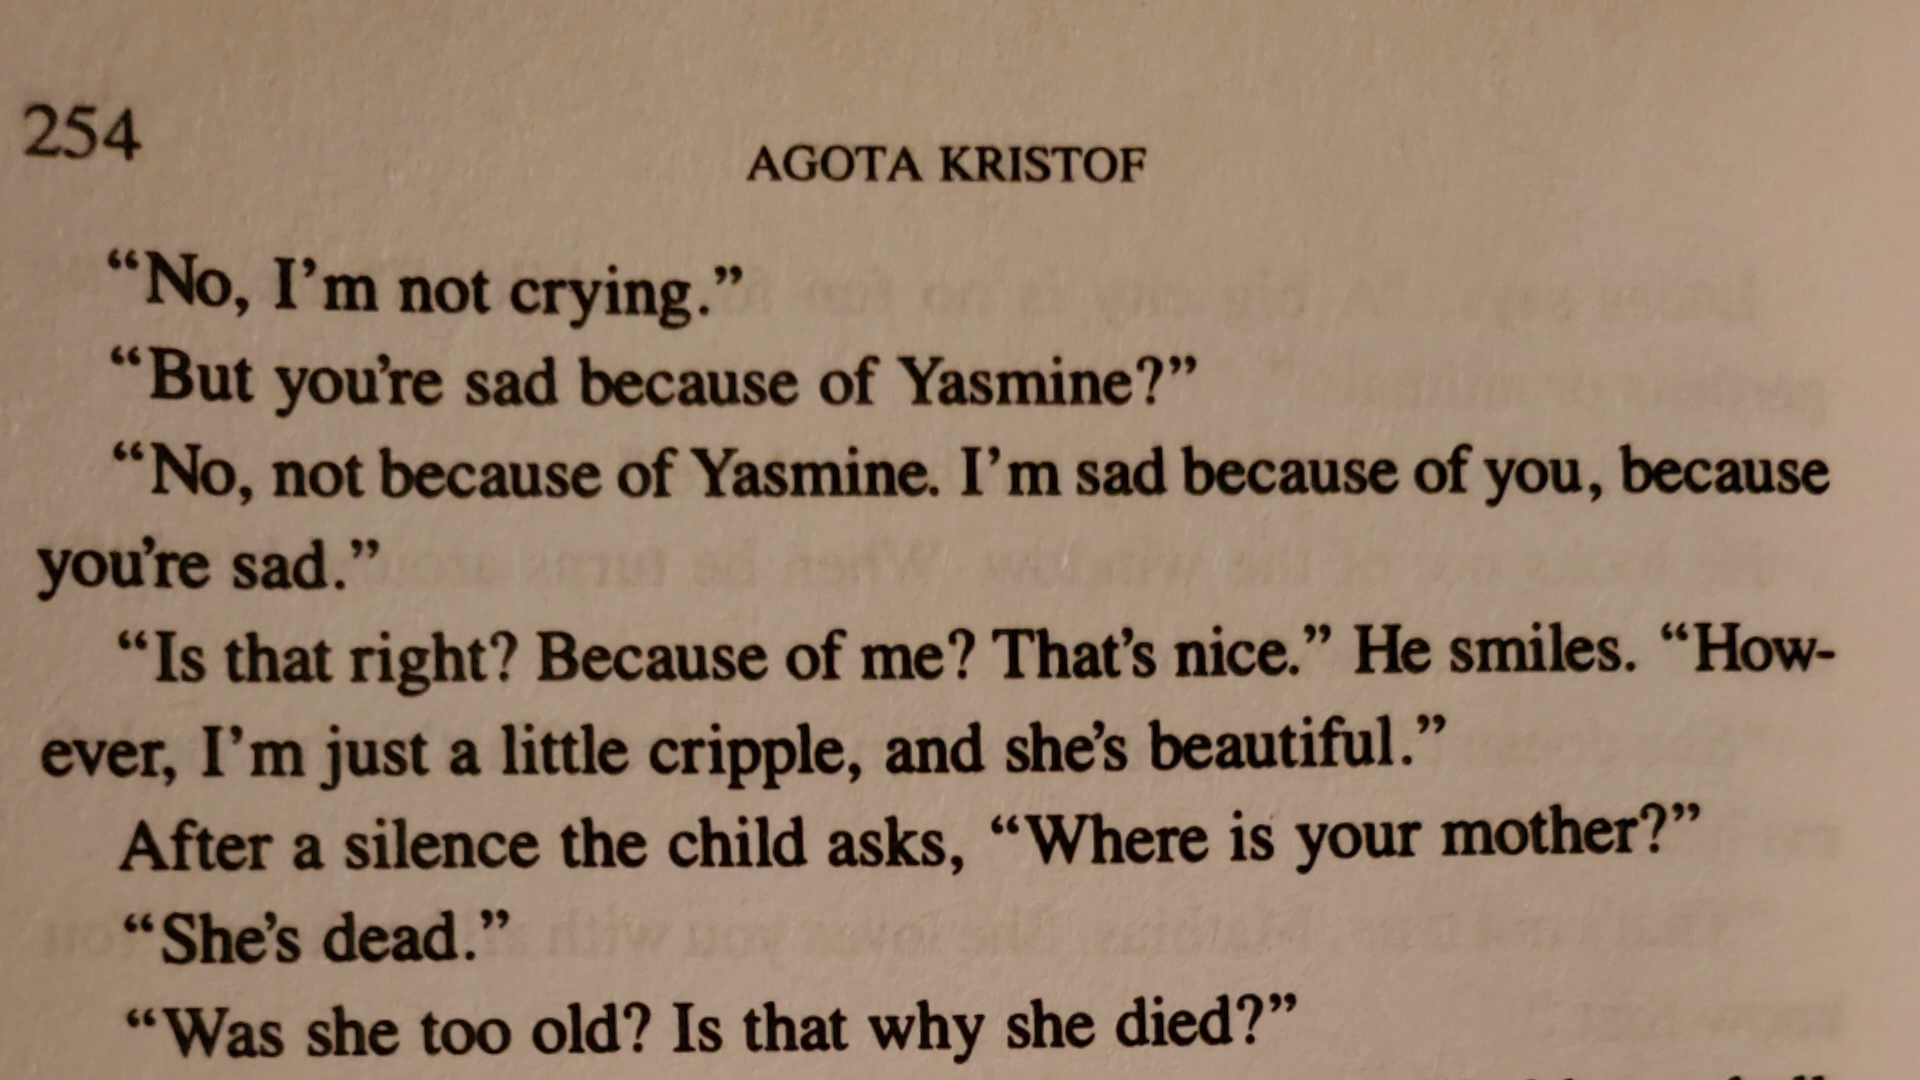 254
AGOTA KRISTOF
“No, I’m not crying.”
“But you’re sad because of Yasmine?”
“No, not because of Yasmine. I’m sad because of you, because
you’re sad.”
“Is that right? Because of me? That’s nice.” He smiles. “How-
ever, I’m just a little cripple, and she’s beautiful.”
After a silence the child asks, “Where is your mother?”
“She’s dead.”
“Was she too old? Is that why she died?”